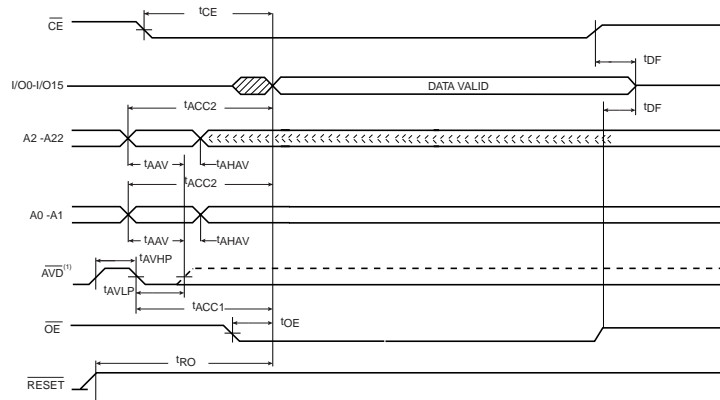 tCE
CE
tDF
I/O0-I/O15
DATA VALID
tACC2
tDF
A2 -A22
tAAV
tAHAV
tACC2
A0 -A1
tAAV
tAHAV
tAVHP
AVD(1)
tAVLP
tACC1
OE
tOE
tRO
RESET